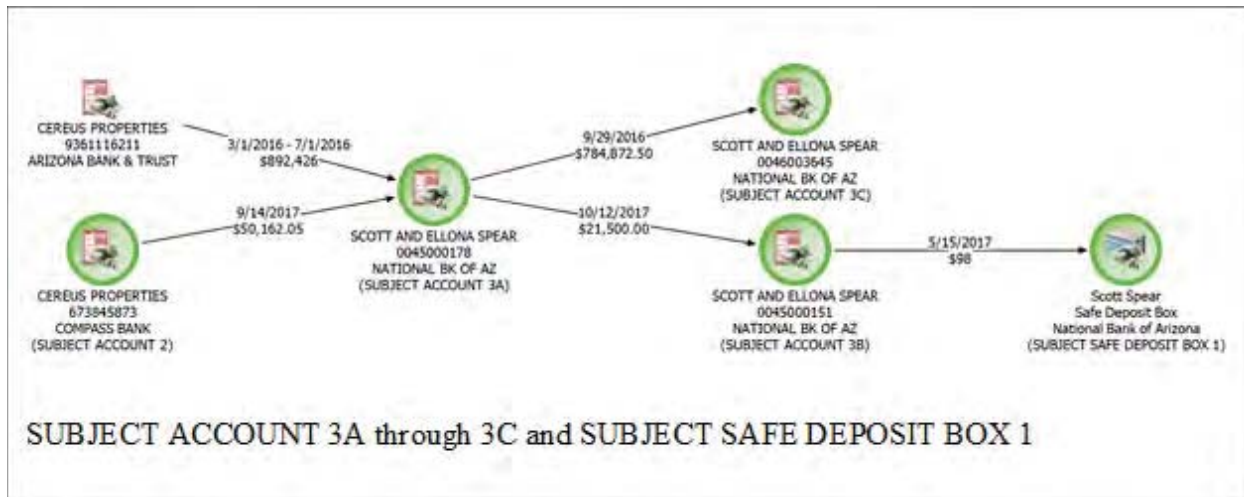 CEREUS PROPERTIES
9361116211
ARIZONA BANK & TRUST
3/1/2016 - 7/1/2016
$892,426
CEREUS PROPERTIES
673845873
COMPASS BANK
(SUBJECT ACCOUNT 2)
9/14/2017
$50,162.05
SCOTT AND ELLONA SPEAR
0045000178
NATIONAL BK OF AZ
(SUBJECT ACCOUNT 3A)
9/29/2016
$784,872.50
SCOTT AND ELLONA SPEAR
0046003645
NATIONAL BK OF AZ
(SUBJECT ACCOUNT 3C)
10/12/2017
$21,500.00
SCOTT AND ELLONA SPEAR
0045000151
NATIONAL BK OF AZ
(SUBJECT ACCOUNT 3B)
5/15/2017
$98
Scott Spear
Safe Deposit Box
National Bank of Arizona
(SUBJECT SAFE DEPOSIT BOX 1)
SUBJECT ACCOUNT 3A through 3C and SUBJECT SAFE DEPOSIT BOX 1